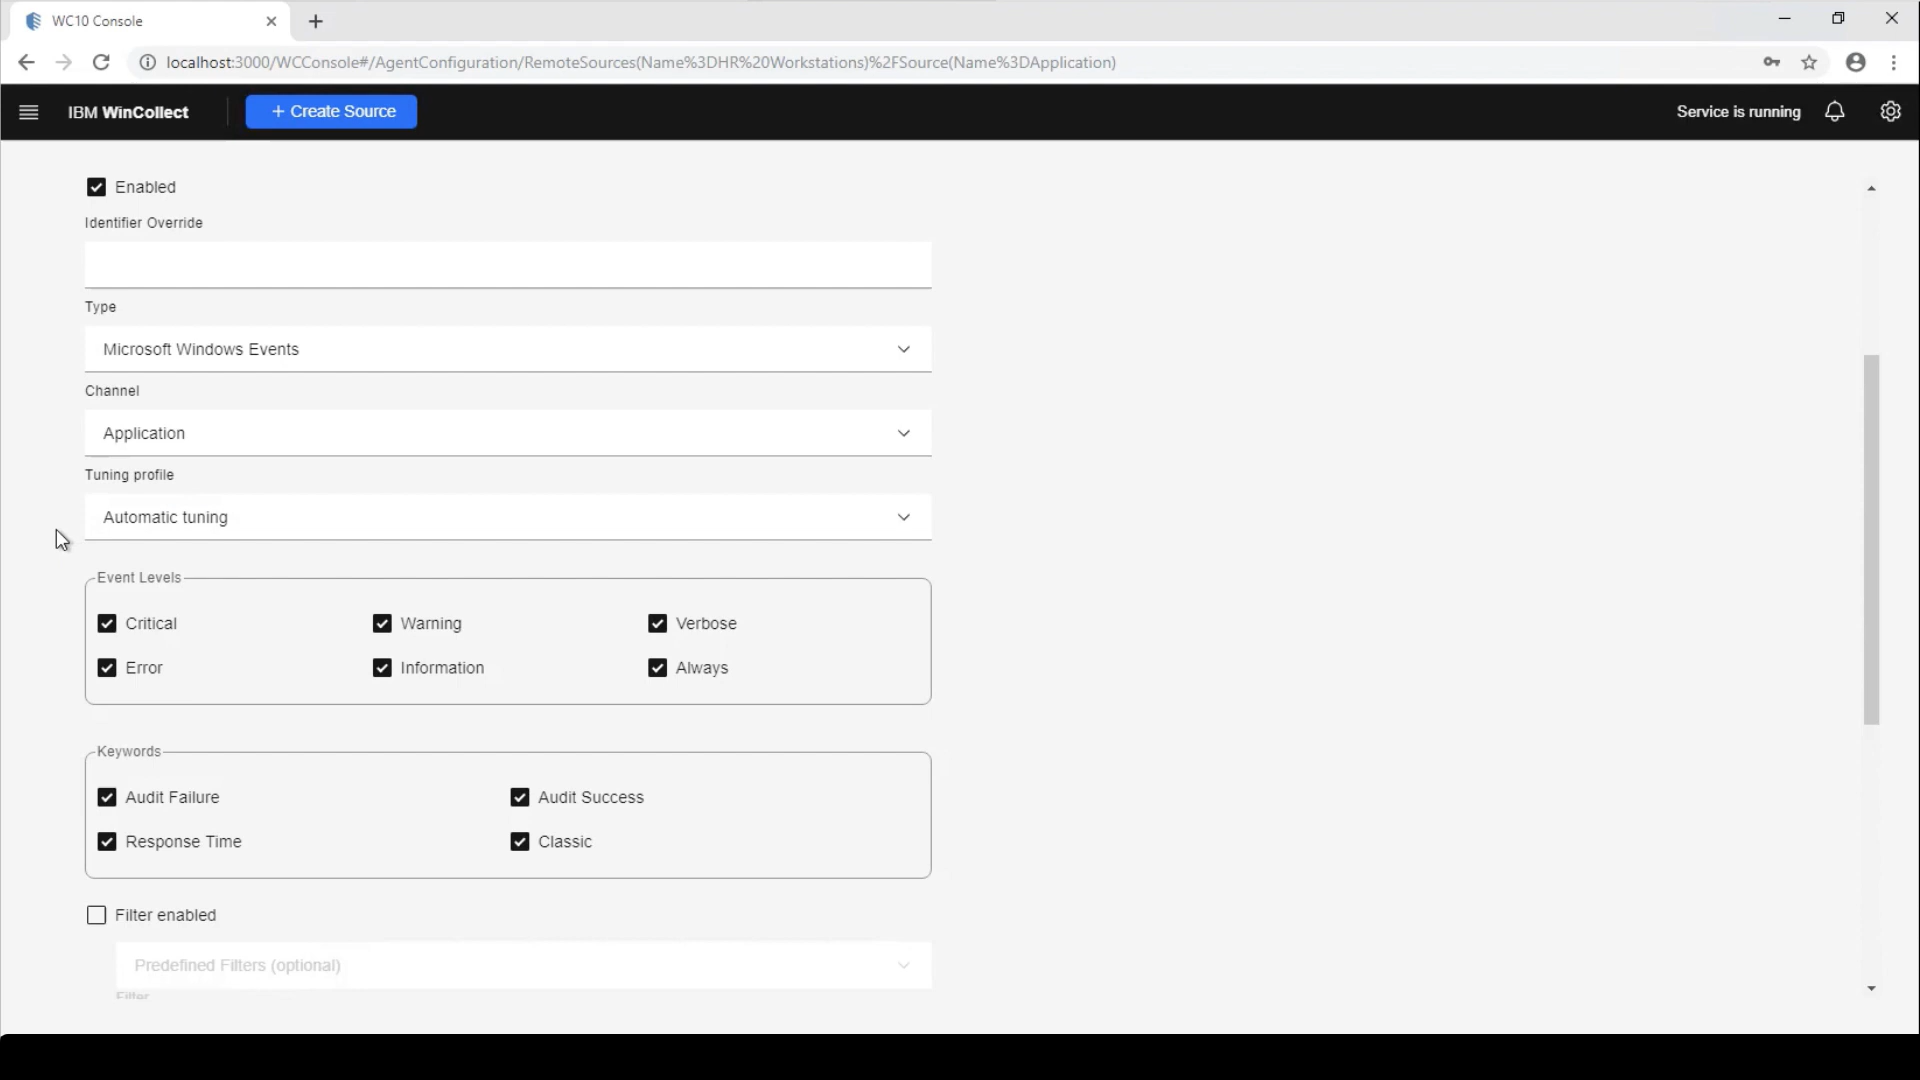 WC10 Console
localhost:3000/WCConsole#/AgentConfiguration/RemoteSources(Name%3DHR%20Workstations)%2FSource(Name%3DApplication)
IBM WinCollect
+ Create Source
Service is running
Enabled
Identifier Override
Type
Microsoft Windows Events
Channel
Application
Tuning profile
Automatic tuning
Event Levels
Critical Warning Verbose
Error Information Always
Keywords
Audit Failure Audit Success
Response Time Classic
Filter enabled
Predefined Filters (optional)
Filter